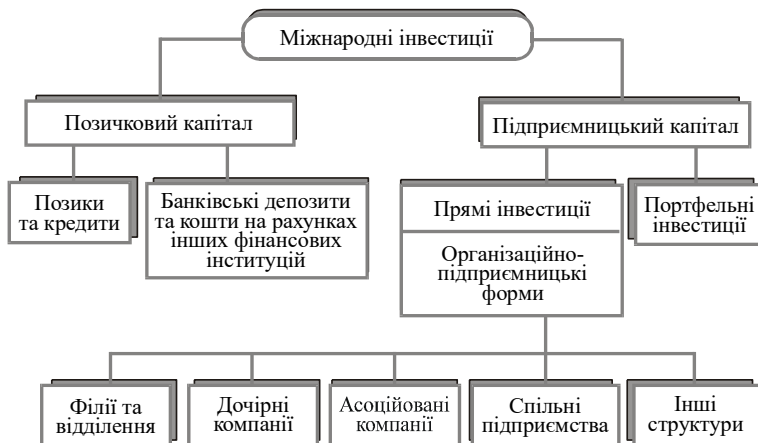 Міжнародні інвестиції
Позичковий капітал
Підприємницький капітал
Позики
та кредити
Банківські депозити
та кошти на рахунках
інших фінансових
інституцій
Прямі інвестиції
Організаційно-
підприємницькі
форми
Портфельні
інвестиції
Філії та
відділення
Дочірні
компанії
Асоційовані
компанії
Спільні
підприємства
Інші
структури